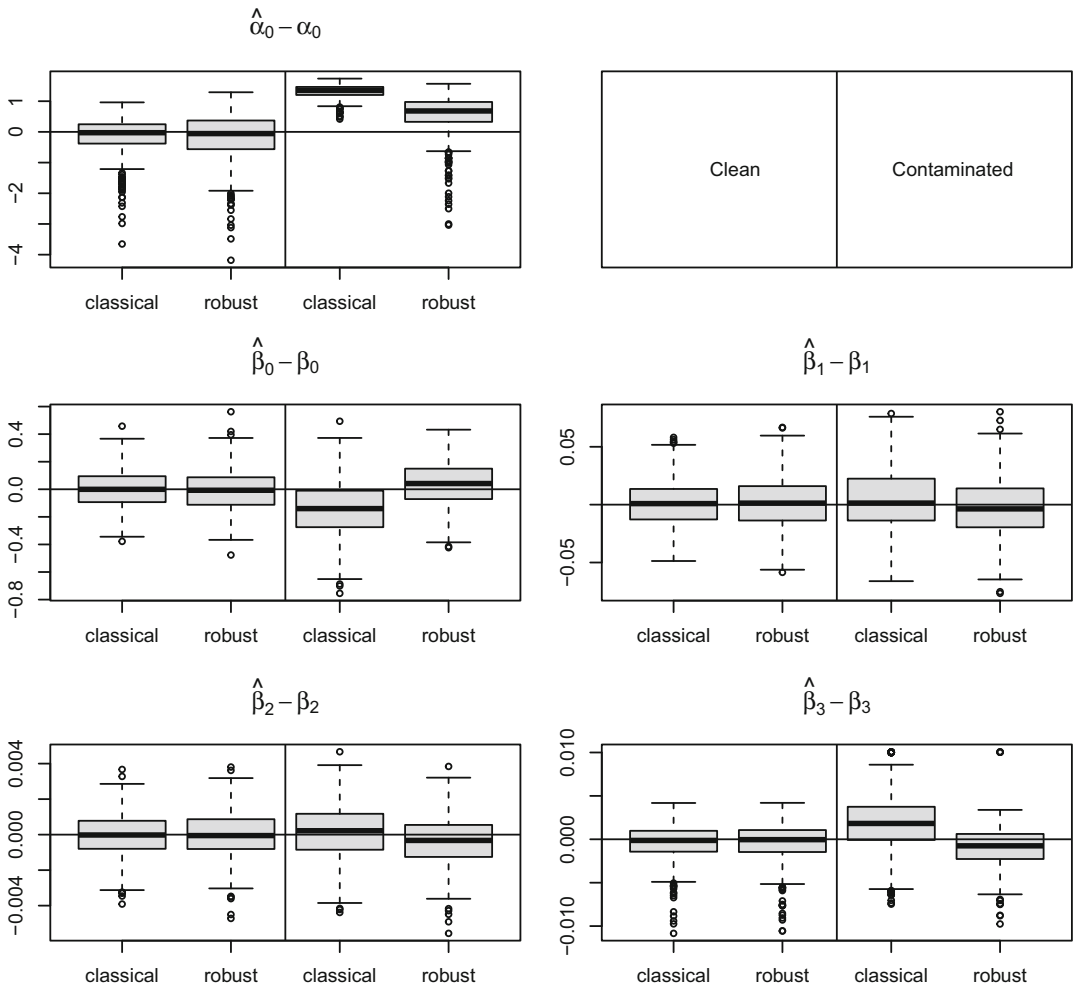 α̂₀ – α₀
1
0
−2
−4
classical robust classical robust
Clean Contaminated
β̂₀ – β₀
0.4
0.0
−0.4
−0.8
classical robust classical robust
β̂₁ – β₁
0.05
−0.05
classical robust classical robust
β̂₂ – β₂
0.004
0.000
−0.004
classical robust classical robust
β̂₃ – β₃
0.010
0.000
−0.010
classical robust classical robust